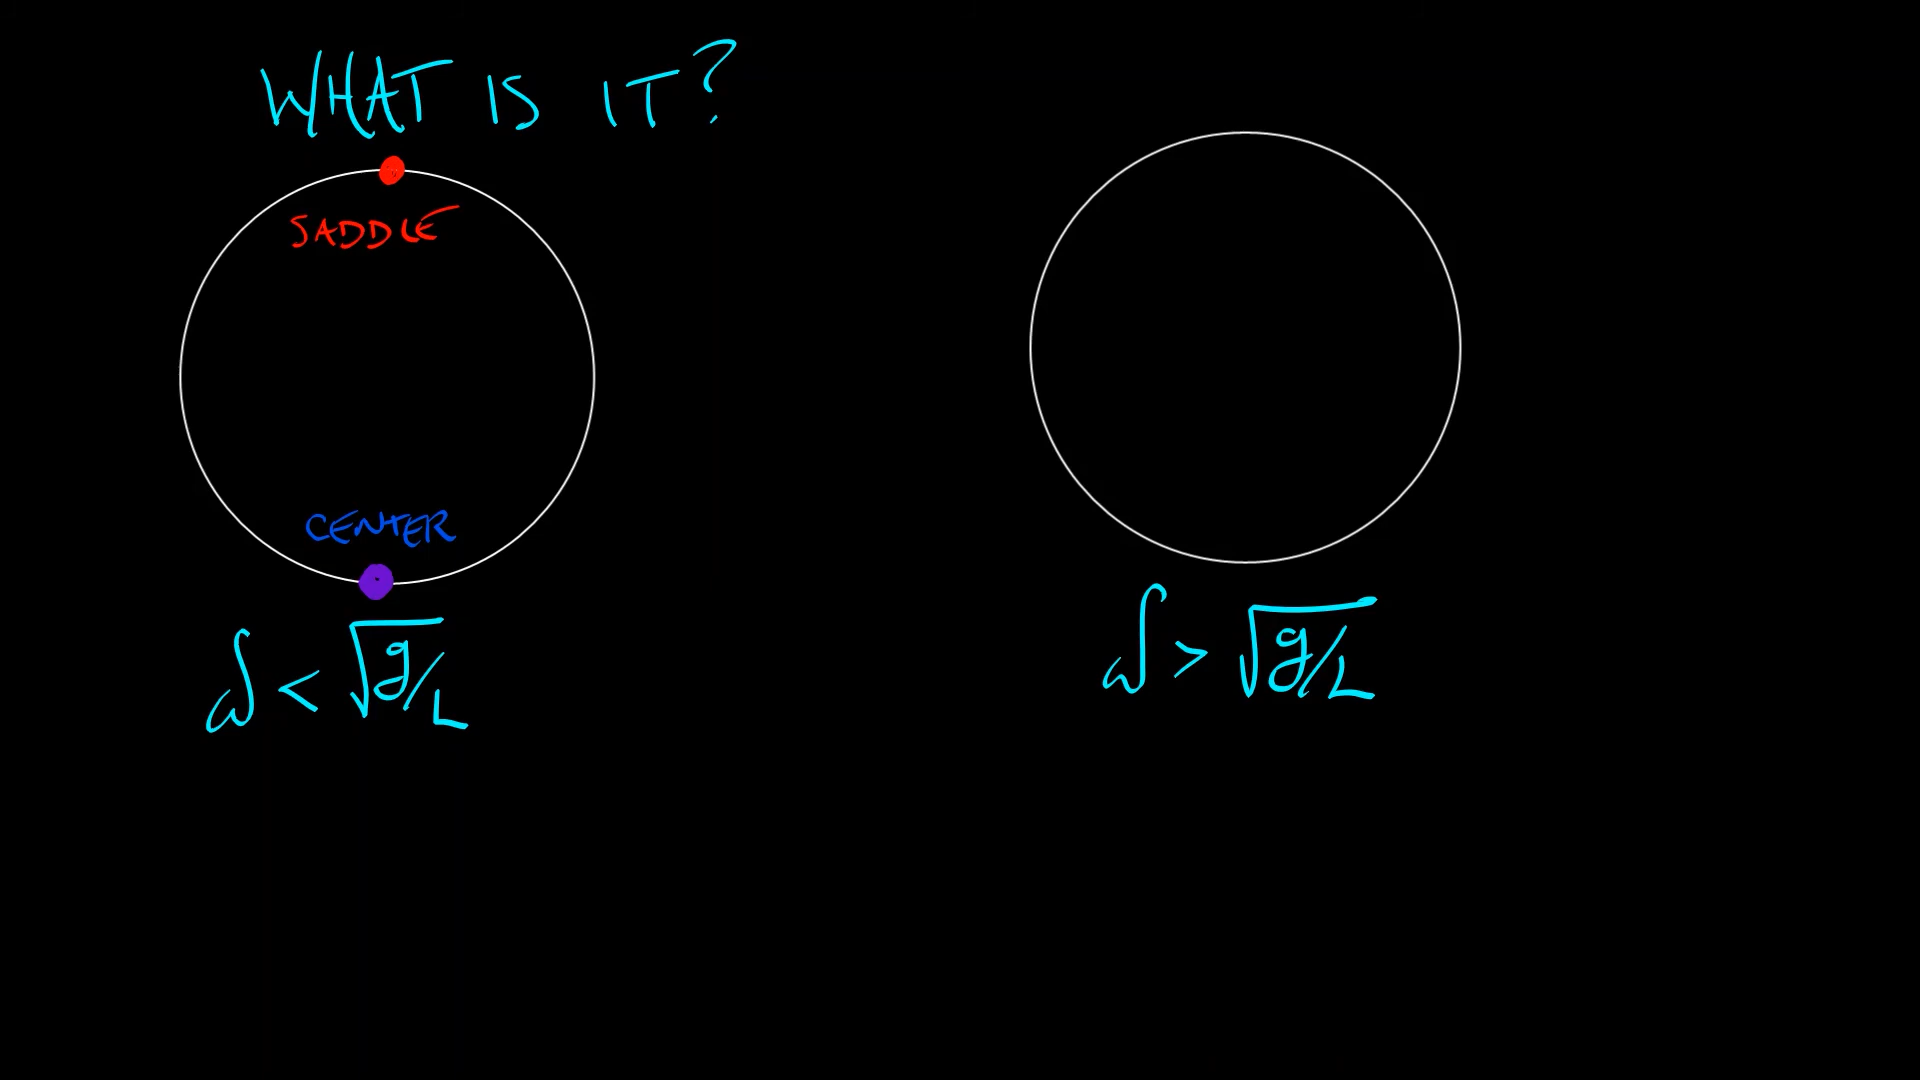 WHAT IS IT?
SADDLE
CENTER
ω < √g/L
ω > √g/L